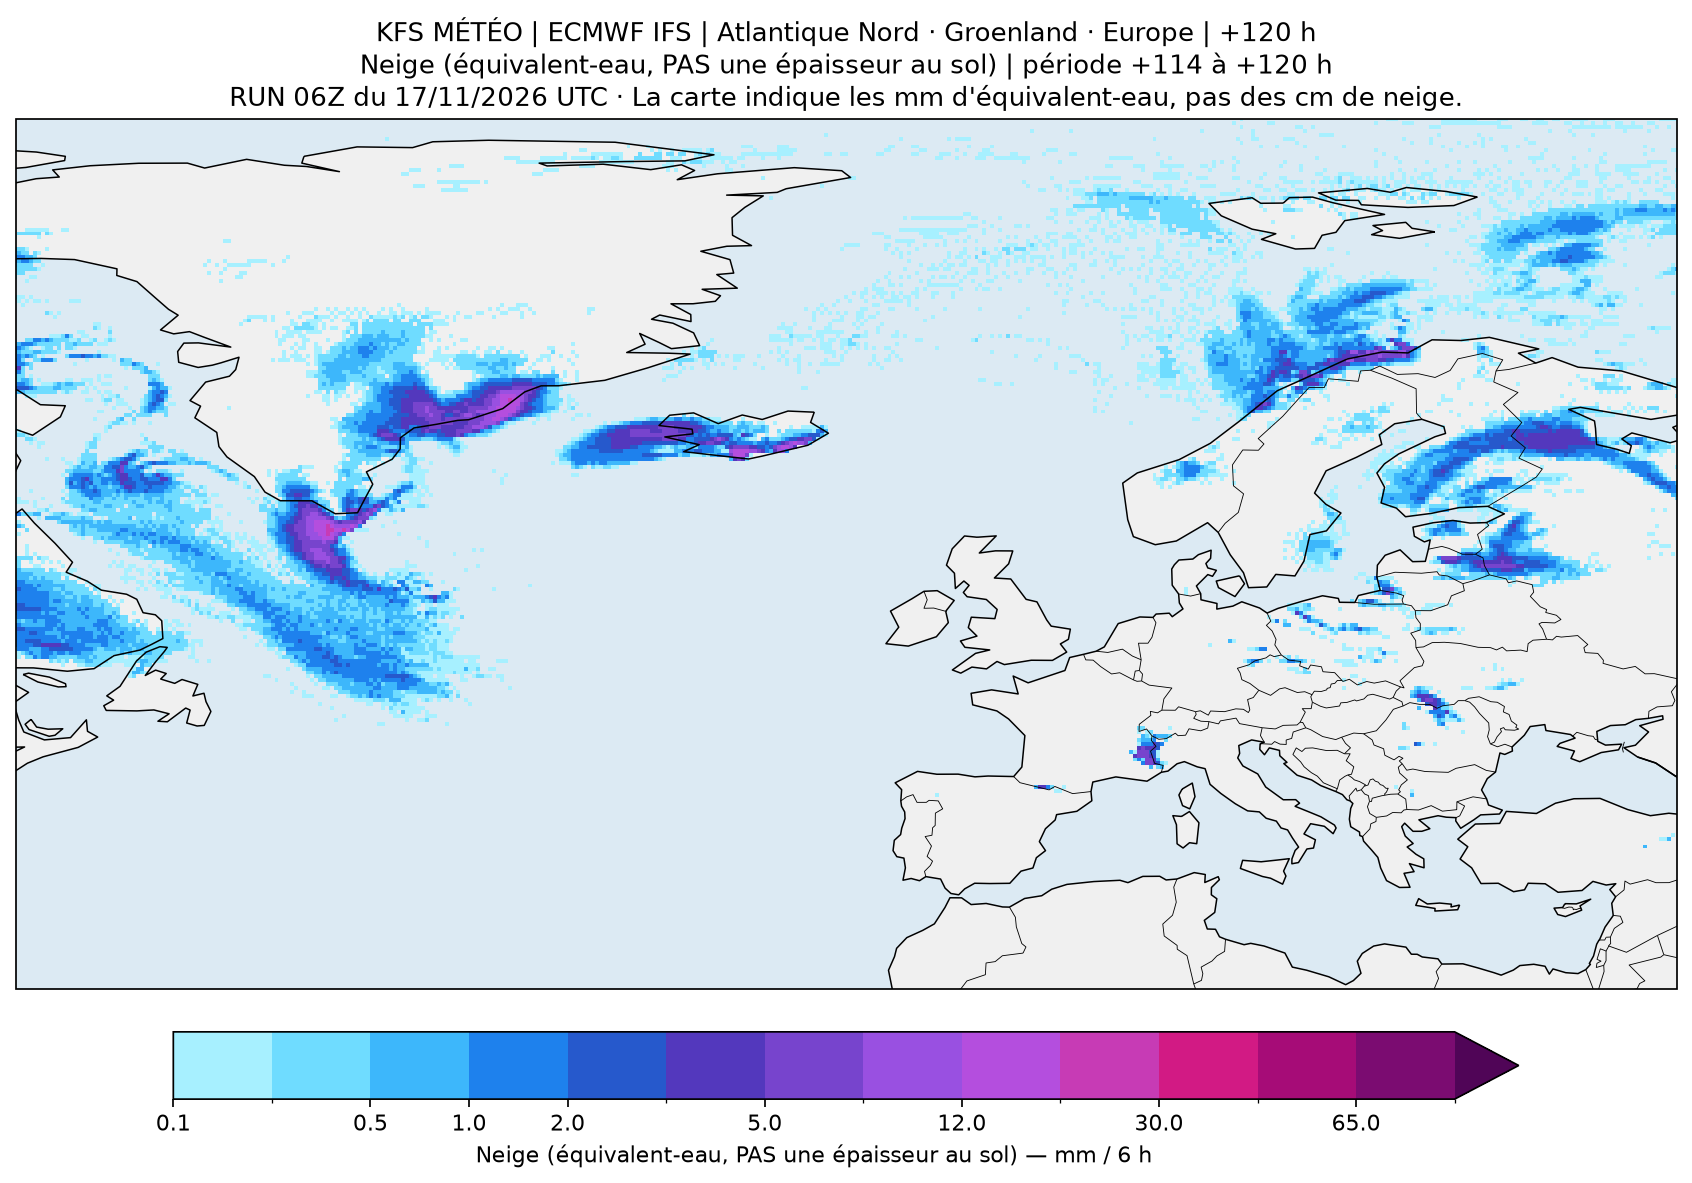 KFS MÉTÉO | ECMWF IFS | Atlantique Nord · Groenland · Europe | +120 h
Neige (équivalent-eau, PAS une épaisseur au sol) | période +114 à +120 h
RUN 06Z du 17/11/2026 UTC · La carte indique les mm d'équivalent-eau, pas des cm de neige.
0.1 0.5 1.0 2.0 5.0 12.0 30.0 65.0
Neige (équivalent-eau, PAS une épaisseur au sol) — mm / 6 h